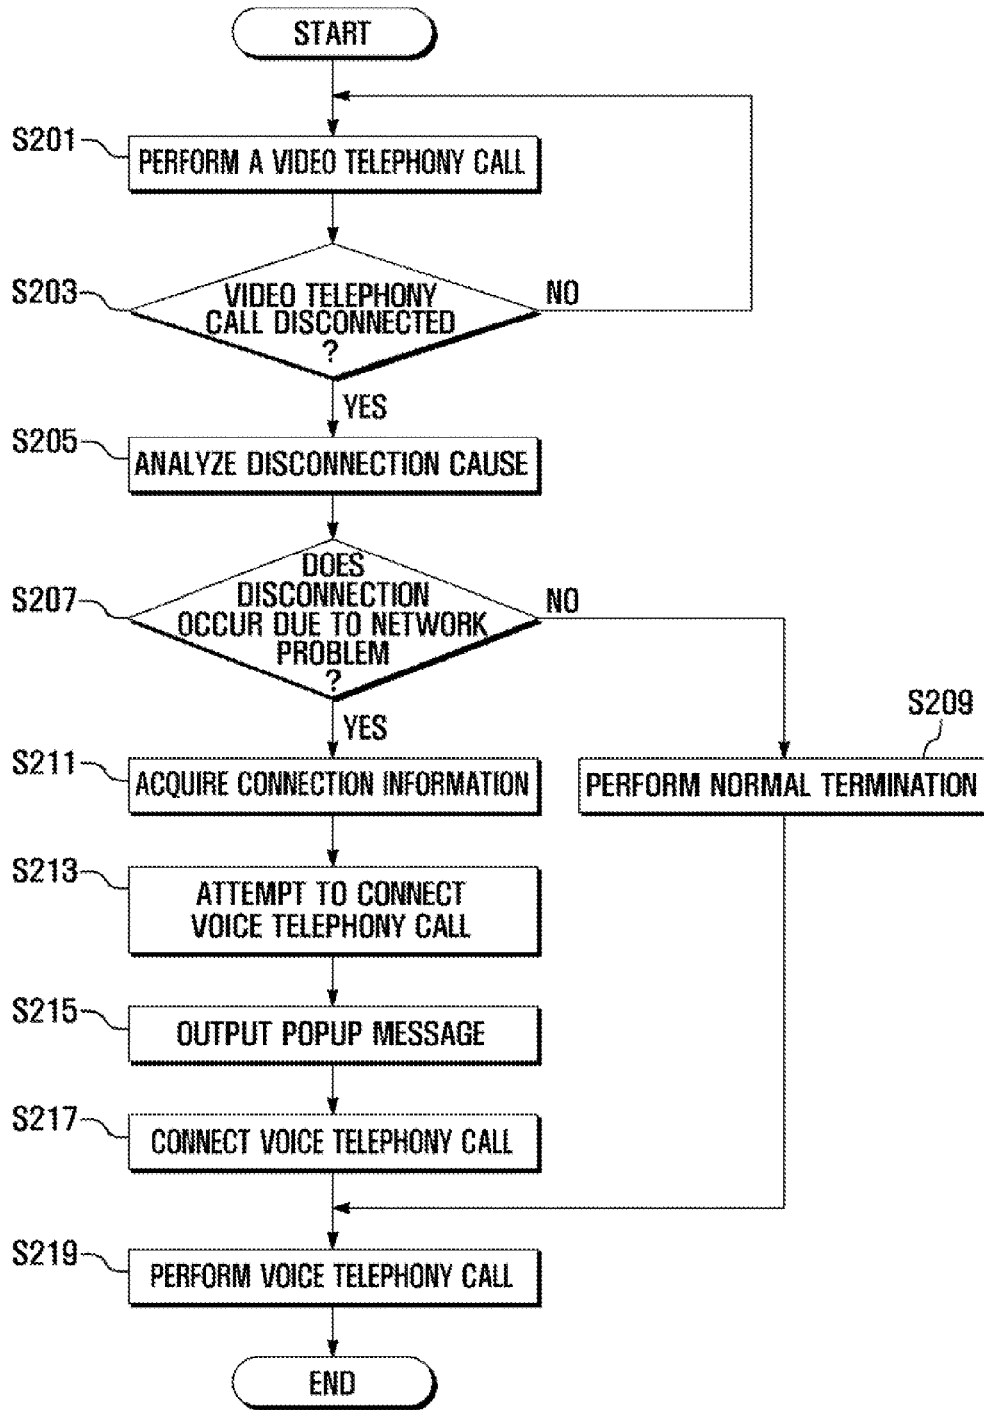 START
S201
PERFORM A VIDEO TELEPHONY CALL
S203
VIDEO TELEPHONY
CALL DISCONNECTED
?
NO
YES
S205
ANALYZE DISCONNECTION CAUSE
S207
DOES
DISCONNECTION
OCCUR DUE TO NETWORK
PROBLEM
?
NO
YES
S209
PERFORM NORMAL TERMINATION
S211
ACQUIRE CONNECTION INFORMATION
S213
ATTEMPT TO CONNECT
VOICE TELEPHONY CALL
S215
OUTPUT POPUP MESSAGE
S217
CONNECT VOICE TELEPHONY CALL
S219
PERFORM VOICE TELEPHONY CALL
END